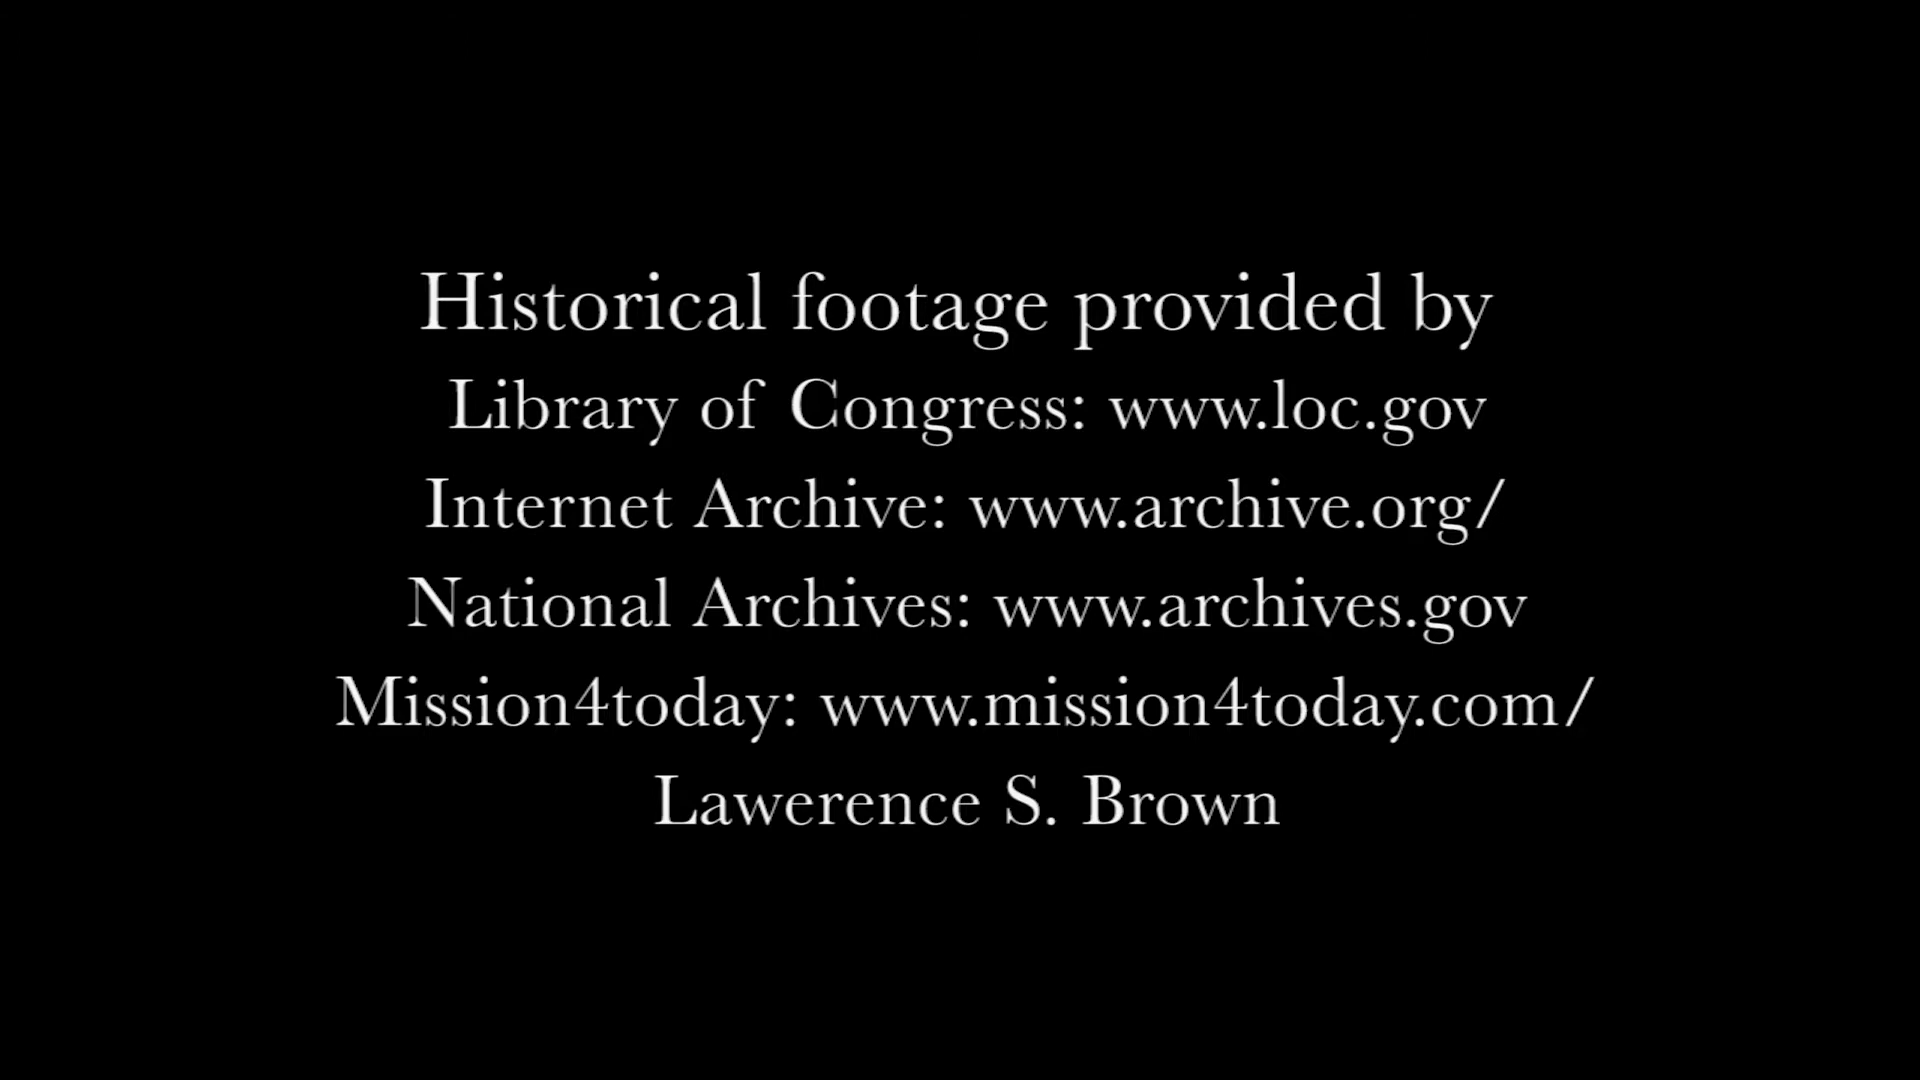 Historical footage provided by
Library of Congress: www.loc.gov
Internet Archive: www.archive.org/
National Archives: www.archives.gov
Mission4today: www.mission4today.com/
Lawerence S. Brown